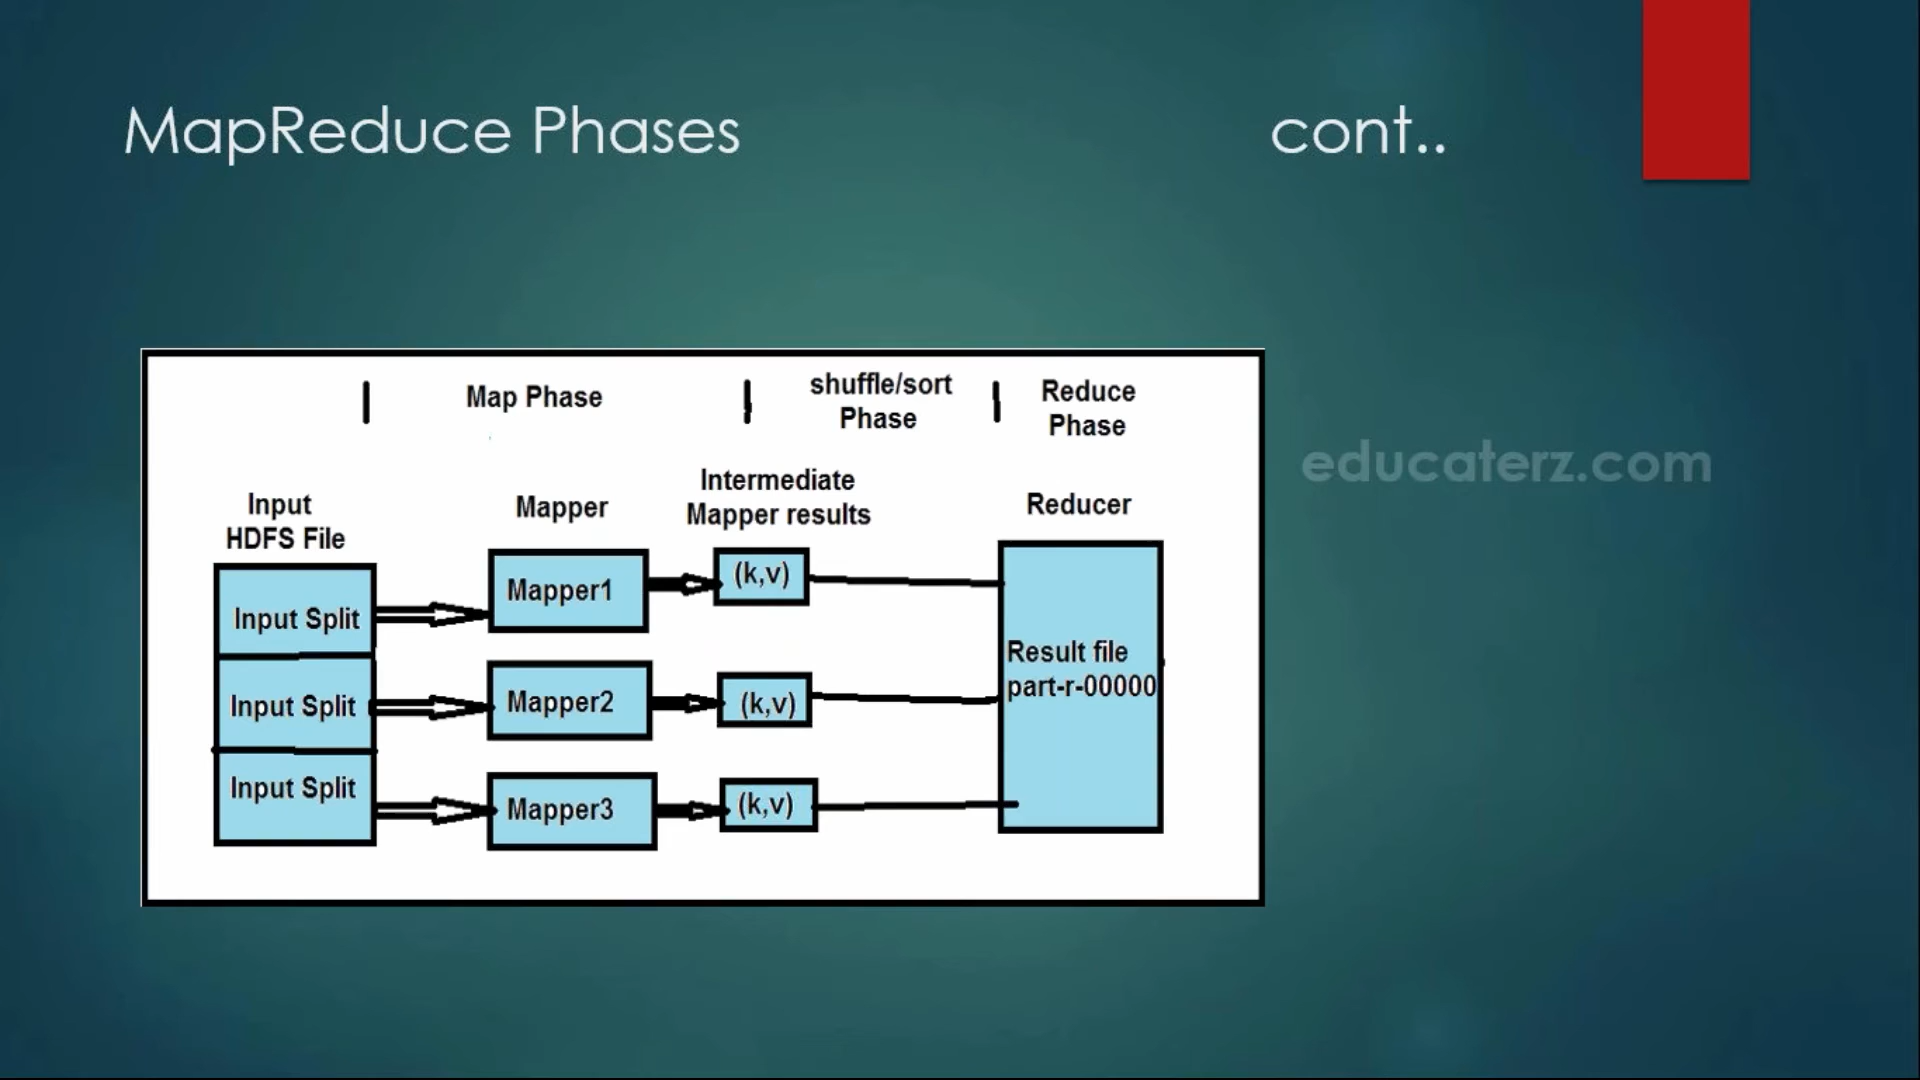 MapReduce Phases cont..
Map Phase
shuffle/sort
Phase
Reduce
Phase
educaterz.com
Input
HDFS File
Mapper
Intermediate
Mapper results
Reducer
Input Split
Mapper1
(k,v)
Result file
part-r-00000
Input Split
Mapper2
(k,v)
Input Split
Mapper3
(k,v)